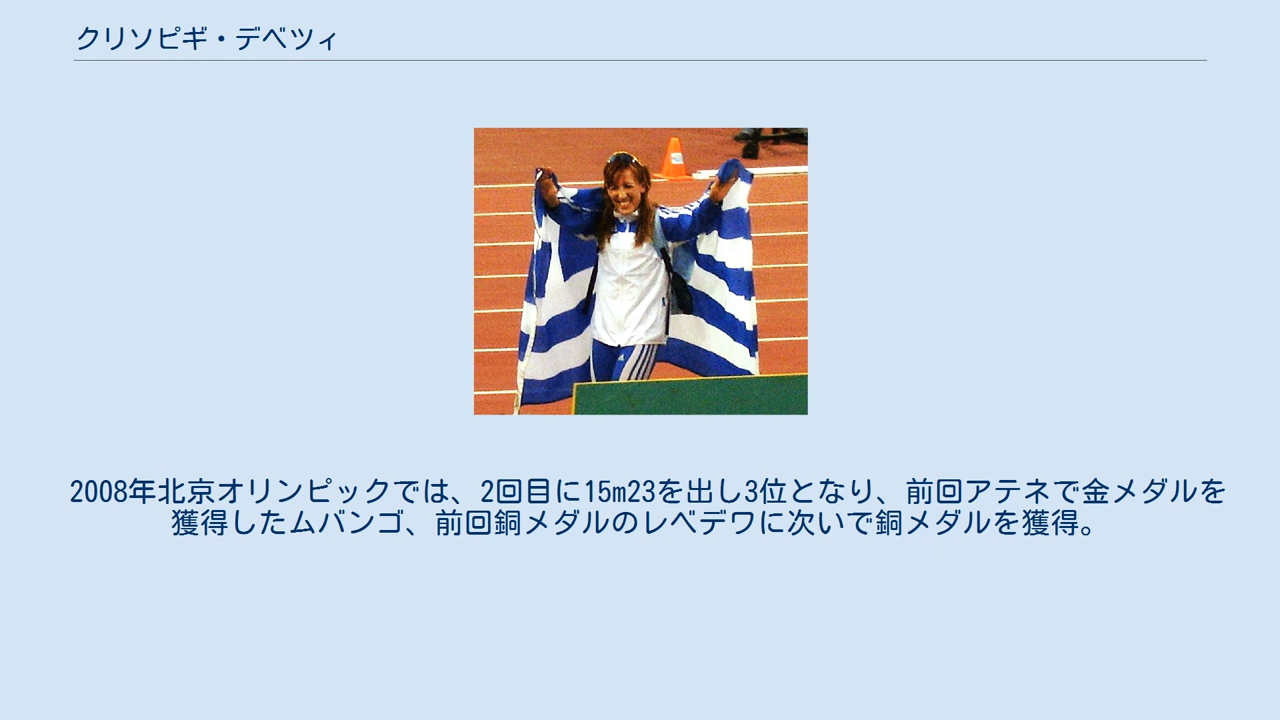 クリソピギ・デベツィ
2008年北京オリンピックでは、2回目に15m23を出し3位となり、前回アテネで金メダルを
獲得したムバンゴ、前回銅メダルのレベデワに次いで銅メダルを獲得。